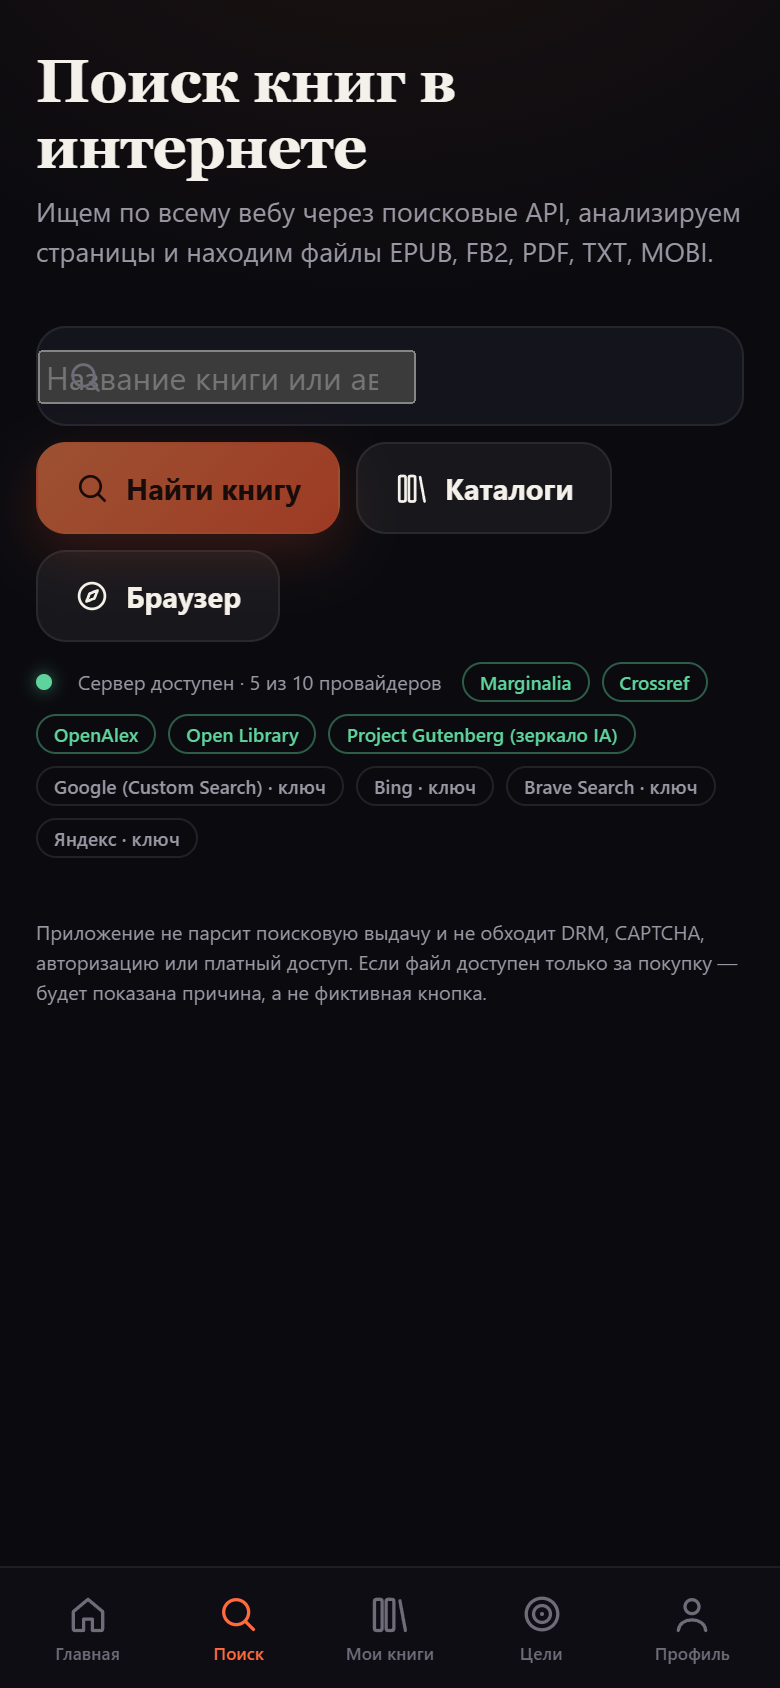 Поиск книг в
интернете
Ищем по всему вебу через поисковые API, анализируем
страницы и находим файлы EPUB, FB2, PDF, TXT, MOBI.
Название книги или ав
Найти книгу
Каталоги
Браузер
Сервер доступен · 5 из 10 провайдеров
Marginalia
Crossref
OpenAlex
Open Library
Project Gutenberg (зеркало IA)
Google (Custom Search) · ключ
Bing · ключ
Brave Search · ключ
Яндекс · ключ
Приложение не парсит поисковую выдачу и не обходит DRM, CAPTCHA,
авторизацию или платный доступ. Если файл доступен только за покупку —
будет показана причина, а не фиктивная кнопка.
Главная
Поиск
Мои книги
Цели
Профиль